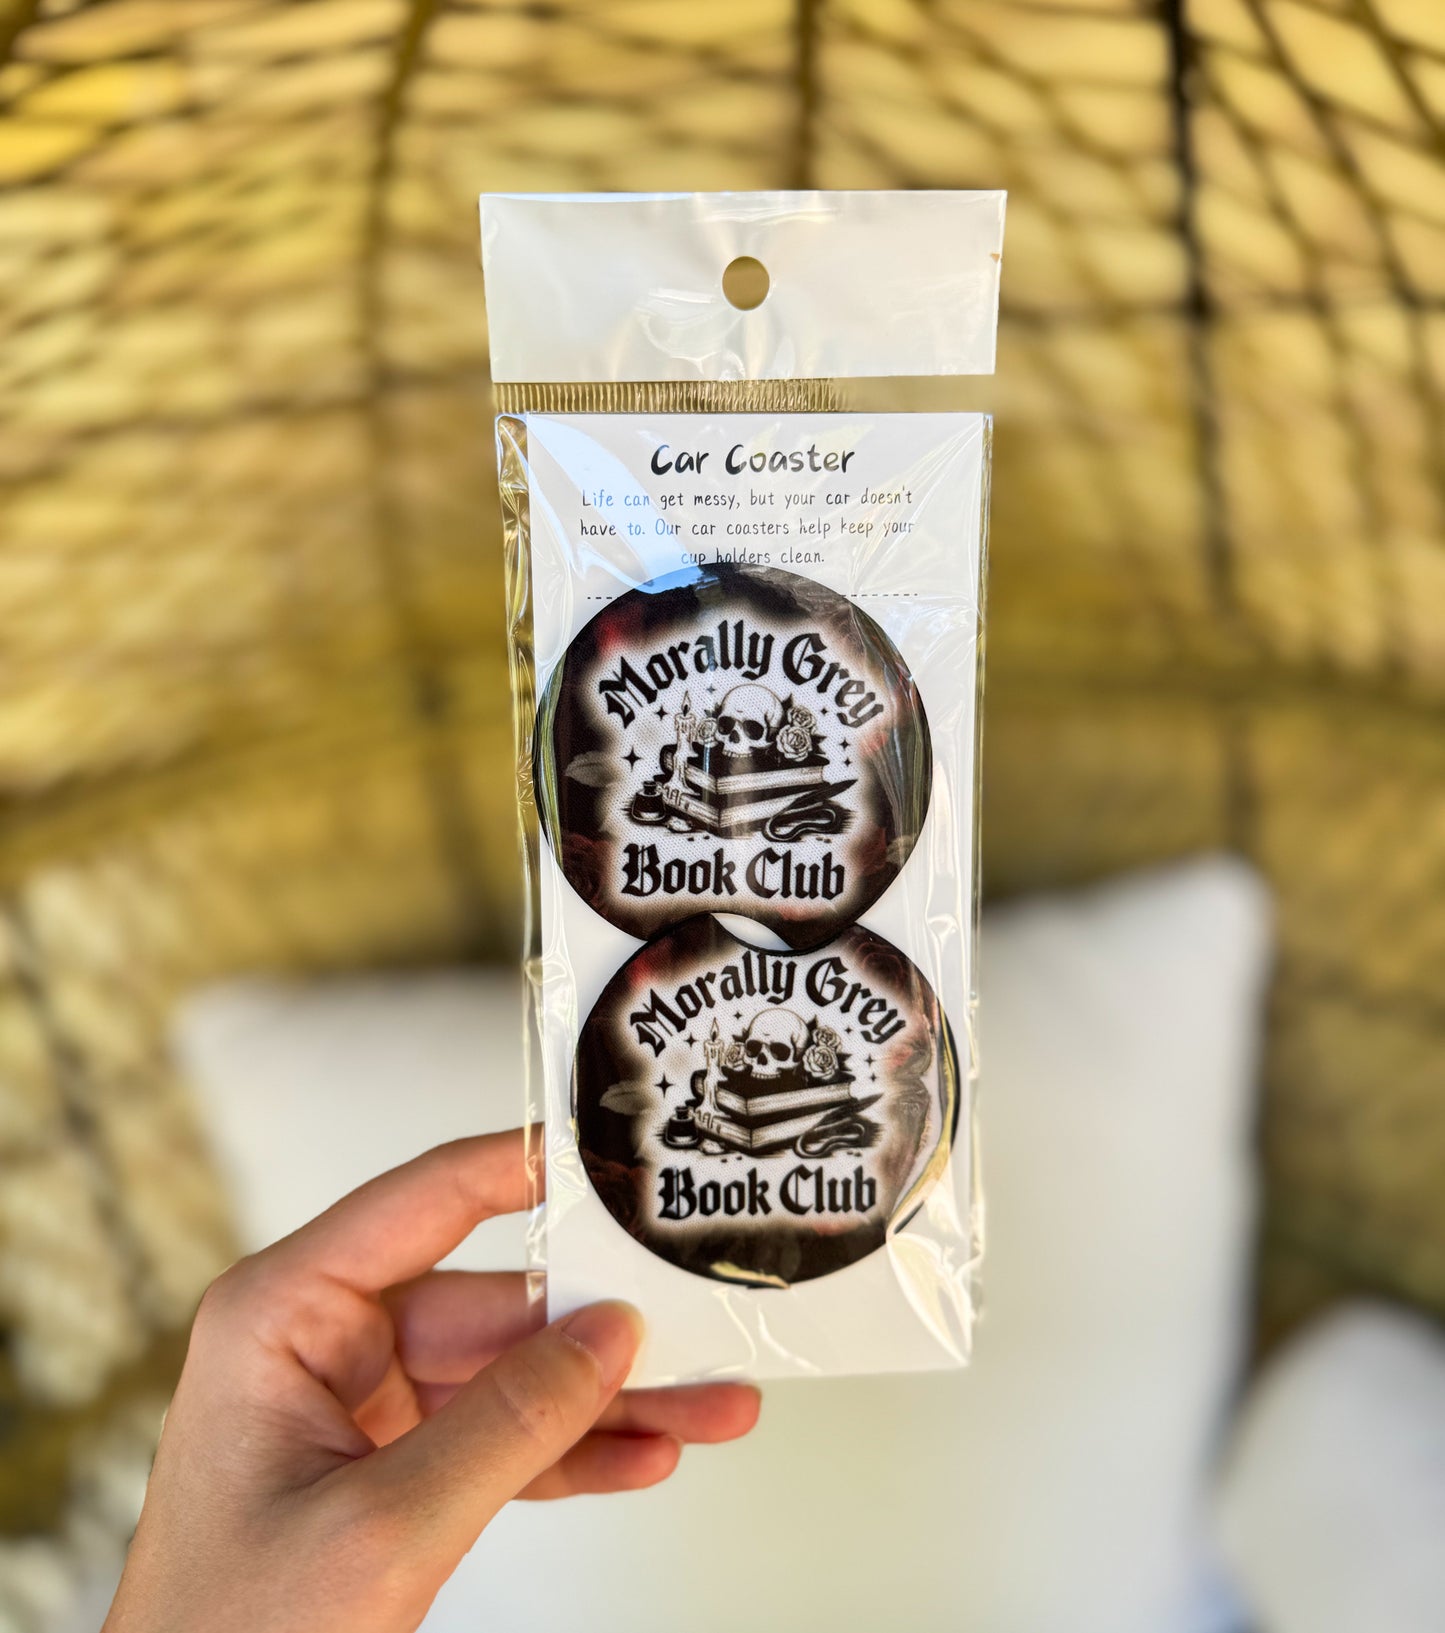 Car Coaster
Life can get messy, but your car doesn't
have to. Our car coasters help keep your
cup holders clean.
Morally Grey
Book Club
Morally Grey
Book Club